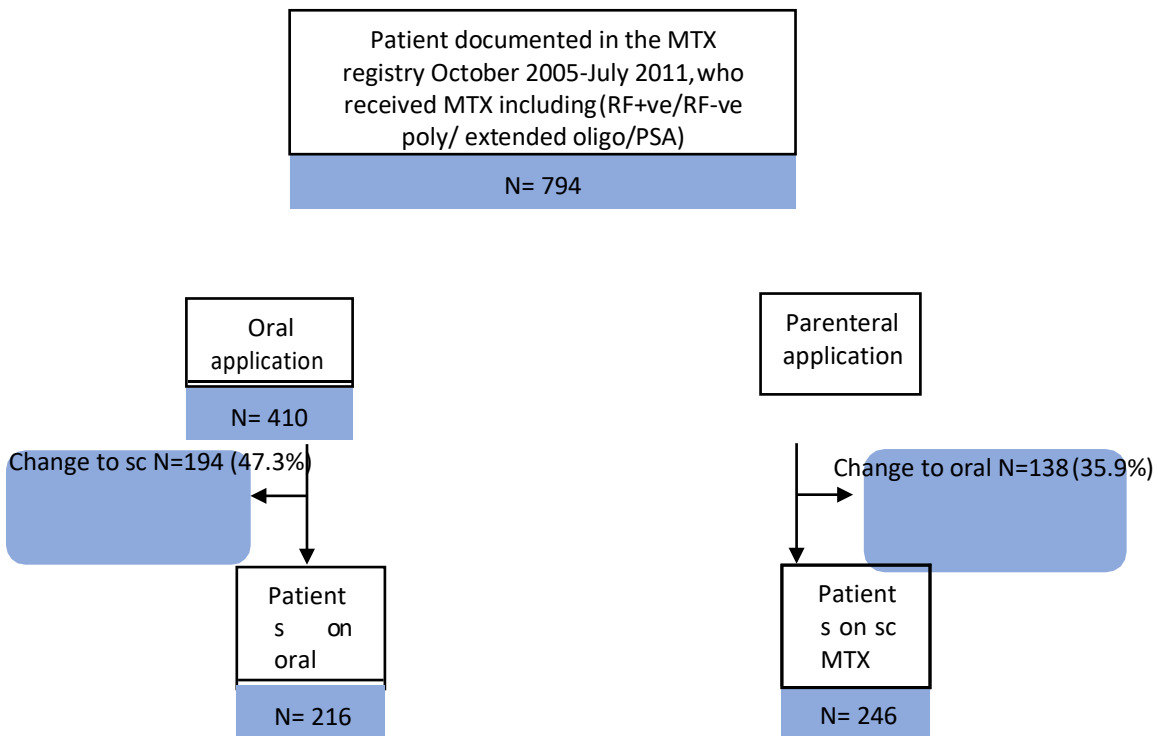 Patient documented in the MTX
registry October 2005-July 2011, who
received MTX including (RF+ve/RF-ve
poly/ extended oligo/PSA)
N= 794
Oral
application
N= 410
Parenteral
application
Change to sc N=194 (47.3%)
Change to oral N=138 (35.9%)
Patient
s on
oral
N= 216
Patient
s on sc
MTX
N= 246